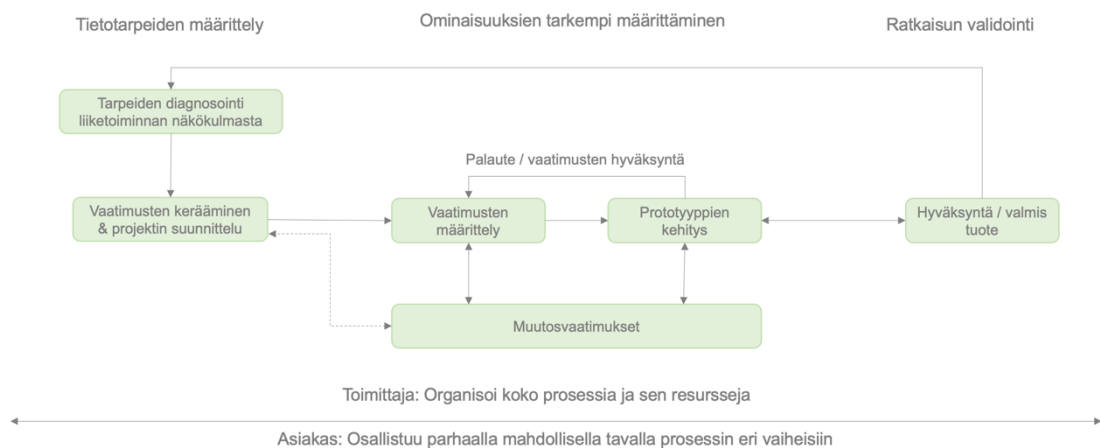 Tietotarpeiden määrittely
Ominaisuuksien tarkempi määrittäminen
Ratkaisun validointi
Tarpeiden diagnosointi
liiketoiminnan näkökulmasta
Palaute / vaatimusten hyväksyntä
Vaatimusten kerääminen
& projektin suunnittelu
Vaatimusten
määrittely
Prototyyppien
kehitys
Hyväksyntä / valmis
tuote
Muutosvaatimukset
Toimittaja: Organisoi koko prosessia ja sen resursseja
Asiakas: Osallistuu parhaalla mahdollisella tavalla prosessin eri vaiheisiin